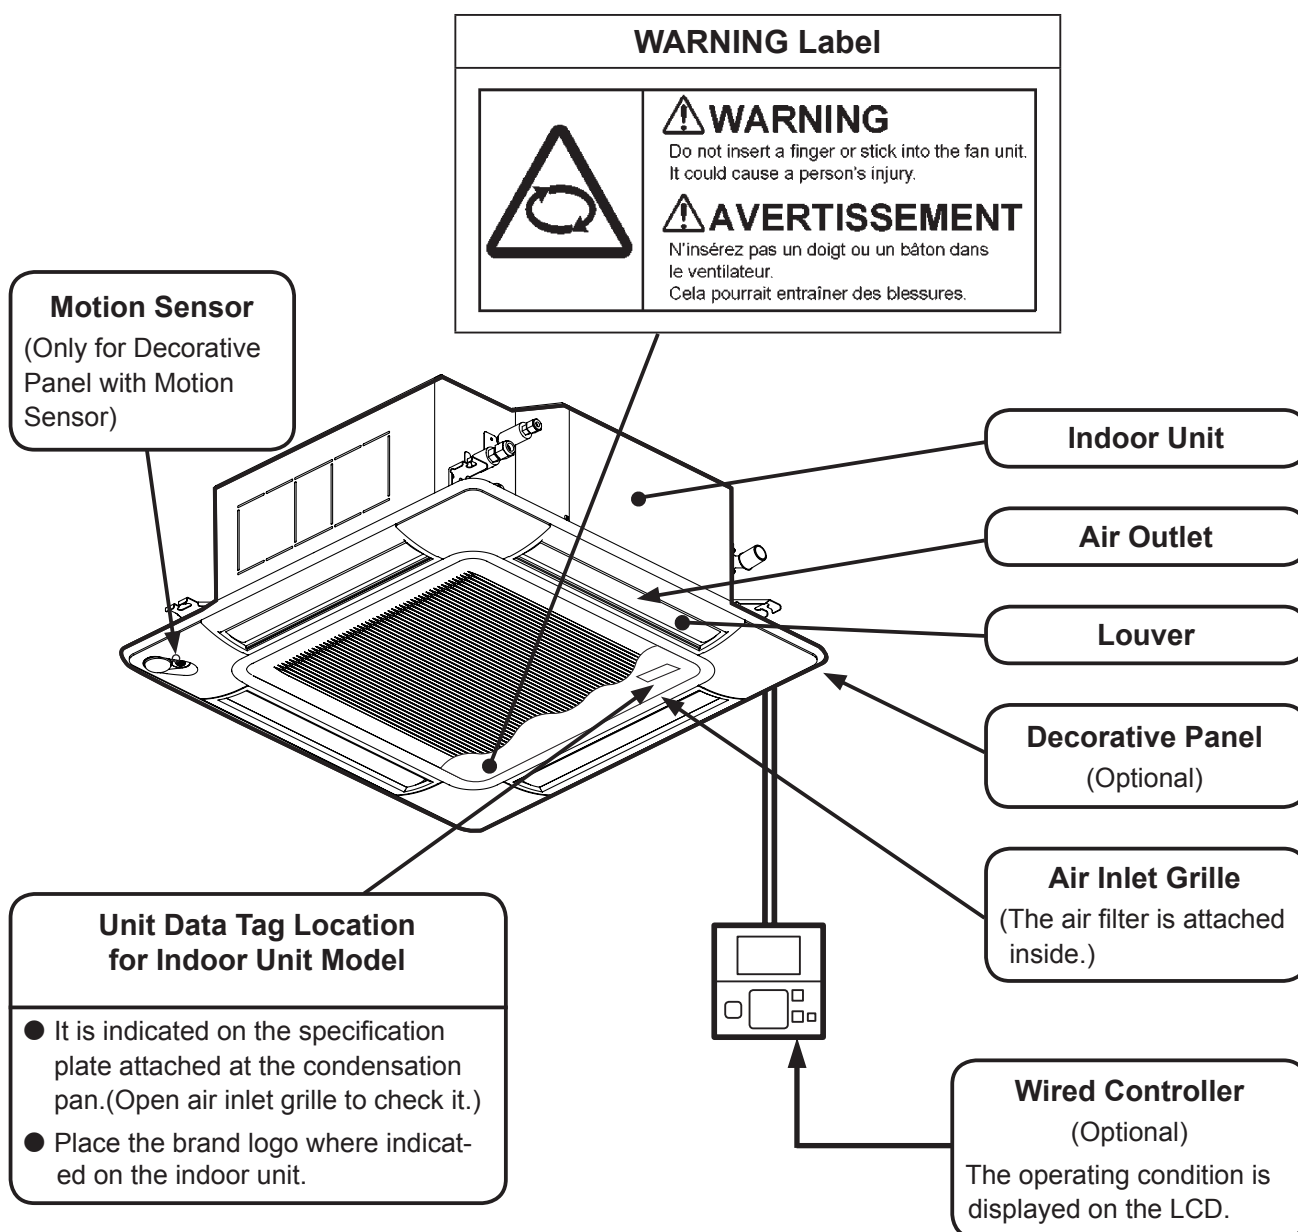 WARNING Label
WARNING
Do not insert a finger or stick into the fan unit.
It could cause a person's injury.
AVERTISSEMENT
N'insérez pas un doigt ou un bâton dans
le ventilateur.
Cela pourrait entraîner des blessures.
Motion Sensor
(Only for Decorative
Panel with Motion
Sensor)
Indoor Unit
Air Outlet
Louver
Decorative Panel
(Optional)
Air Inlet Grille
(The air filter is attached
inside.)
Unit Data Tag Location
for Indoor Unit Model
● It is indicated on the specification
plate attached at the condensation
pan.(Open air inlet grille to check it.)
● Place the brand logo where indicat-
ed on the indoor unit.
Wired Controller
(Optional)
The operating condition is
displayed on the LCD.